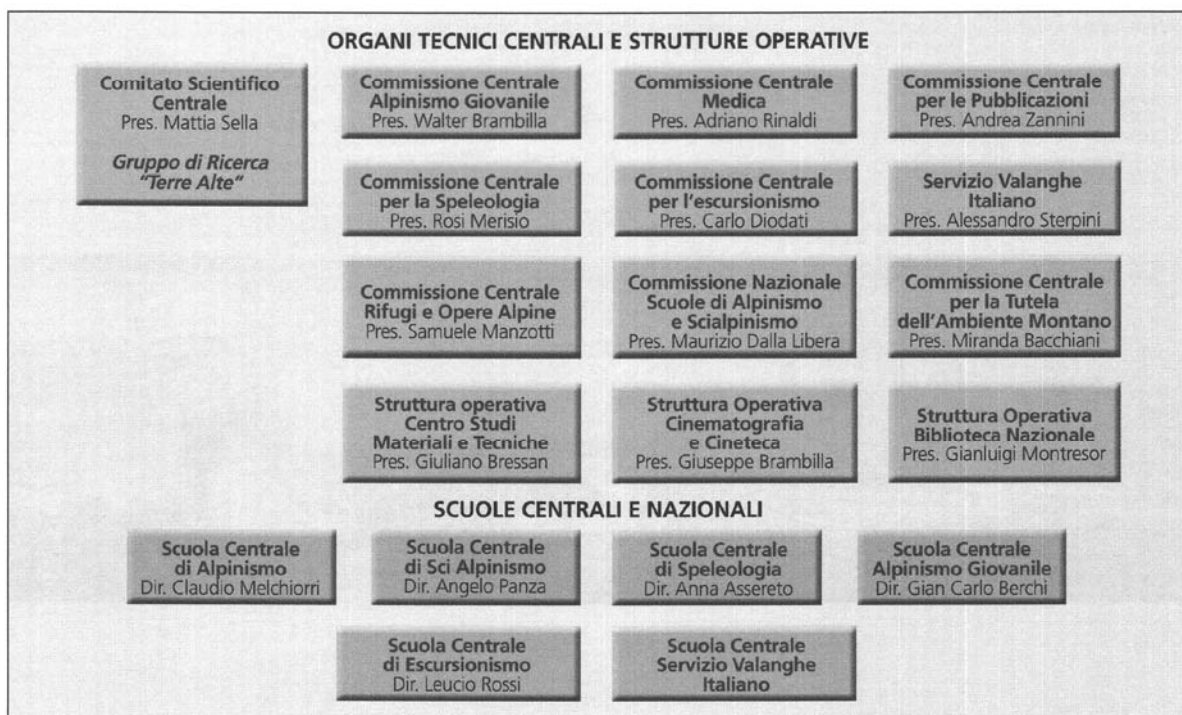 ORGANI TECNICI CENTRALI E STRUTTURE OPERATIVE
Comitato Scientifico
Centrale
Pres. Mattia Sella
Gruppo di Ricerca
"Terre Alte"
Commissione Centrale
Alpinismo Giovanile
Pres. Walter Brambilla
Commissione Centrale
Medica
Pres. Adriano Rinaldi
Commissione Centrale
per le Pubblicazioni
Pres. Andrea Zannini
Commissione Centrale
per la Speleologia
Pres. Rosi Merisio
Commissione Centrale
per l'escursionismo
Pres. Carlo Diodati
Servizio Valanghe
Italiano
Pres. Alessandro Sterpini
Commissione Centrale
Rifugi e Opere Alpine
Pres. Samuele Manzotti
Commissione Nazionale
Scuole di Alpinismo
e Scialpinismo
Pres. Maurizio Dalla Libera
Commissione Centrale
per la Tutela
dell'Ambiente Montano
Pres. Miranda Bacchiani
Struttura operativa
Centro Studi
Materiali e Tecniche
Pres. Giuliano Bressan
Struttura Operativa
Cinematografia
e Cineteca
Pres. Giuseppe Brambilla
Struttura Operativa
Biblioteca Nazionale
Pres. Gianluigi Montresor
SCUOLE CENTRALI E NAZIONALI
Scuola Centrale
di Alpinismo
Dir. Claudio Melchiorri
Scuola Centrale
di Sci Alpinismo
Dir. Angelo Panza
Scuola Centrale
di Speleologia
Dir. Anna Assereto
Scuola Centrale
Alpinismo Giovanile
Dir. Gian Carlo Berchi
Scuola Centrale
di Escursionismo
Dir. Leucio Rossi
Scuola Centrale
Servizio Valanghe
Italiano